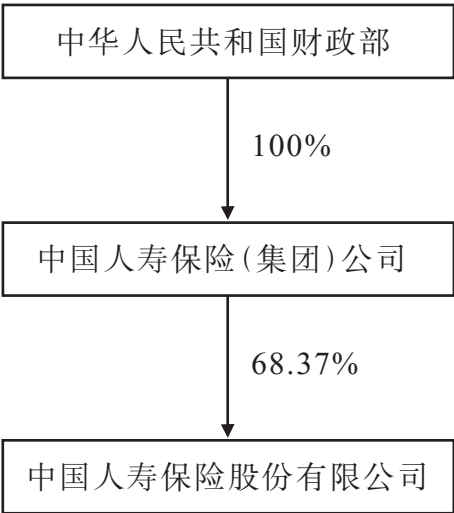 中华人民共和国财政部
100%
中国人寿保险(集团)公司
68.37%
中国人寿保险股份有限公司